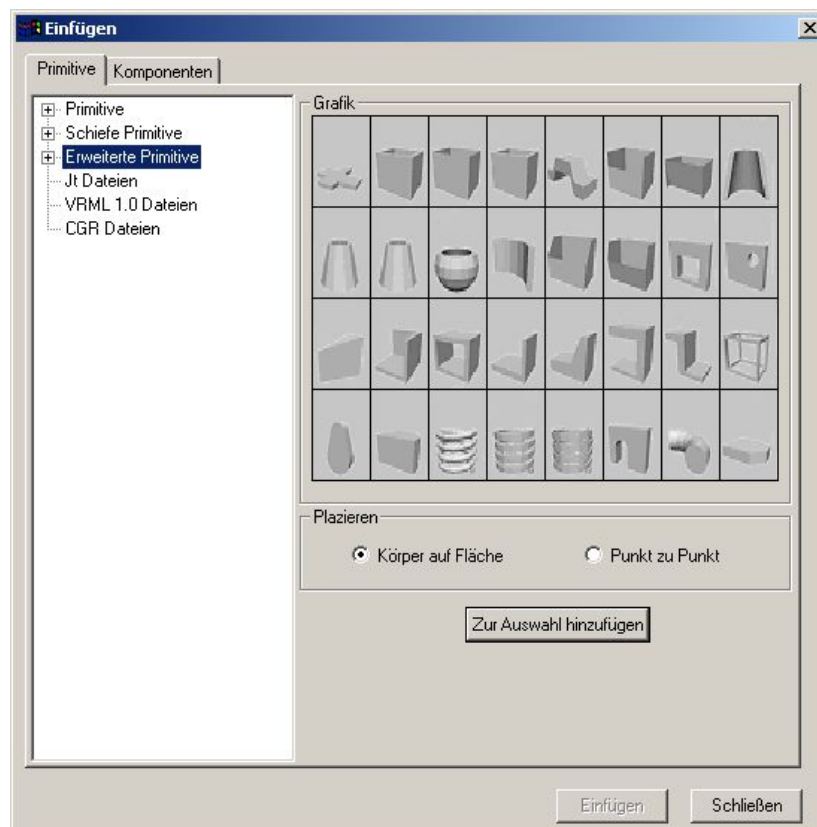 Einfügen
Primitive
Komponenten
Primitive
Schiefe Primitive
Erweiterte Primitive
Jt Dateien
VRML 1.0 Dateien
CGR Dateien
Grafik
Plazieren
Körper auf Fläche
Punkt zu Punkt
Zur Auswahl hinzufügen
Einfügen
Schließen